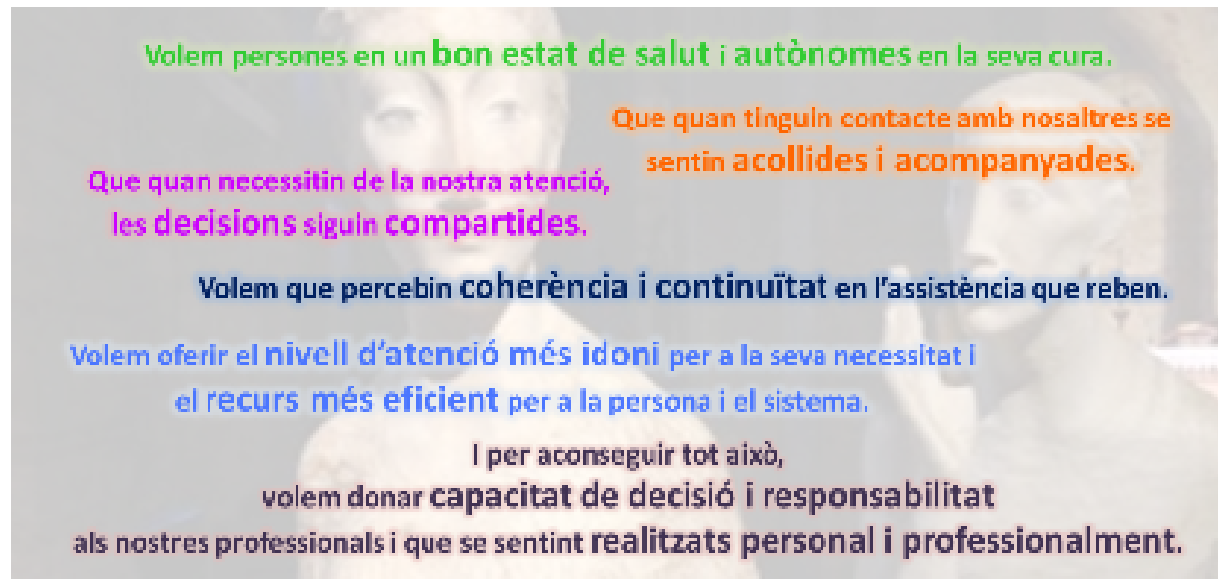 Volem persones en un bon estat de salut i autònomes en la seva cura.
Que quan tinguin contacte amb nosaltres se
sentin acollides i acompanyades.
Que quan necessitin de la nostra atenció,
les decisions siguin compartides.
Volem que percebin coherència i continuïtat en l'assistència que reben.
Volem oferir el nivell d'atenció més idoni per a la seva necessitat i
el recurs més eficient per a la persona i el sistema.
I per aconseguir tot això,
volem donar capacitat de decisió i responsabilitat
als nostres professionals i que se sentint realitzats personal i professionalment.